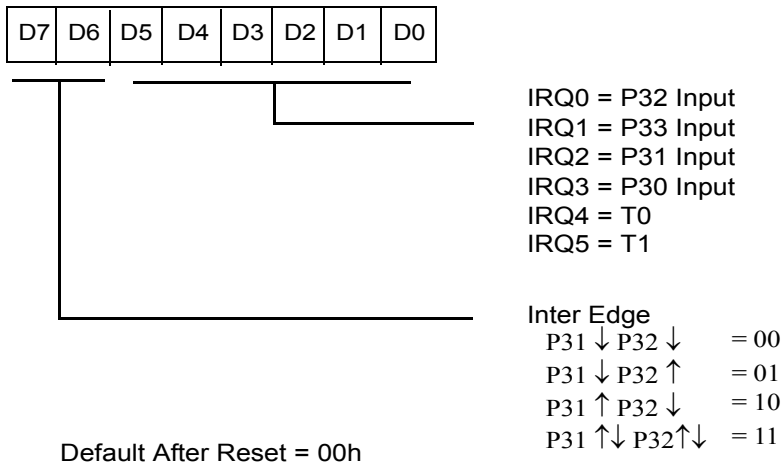 D7 D6 D5 D4 D3 D2 D1 D0
IRQ0 = P32 Input
IRQ1 = P33 Input
IRQ2 = P31 Input
IRQ3 = P30 Input
IRQ4 = T0
IRQ5 = T1
Inter Edge
P31 ↓ P32 ↓ = 00
P31 ↓ P32 ↑ = 01
P31 ↑ P32 ↓ = 10
P31 ↑↓ P32↑↓ = 11
Default After Reset = 00h